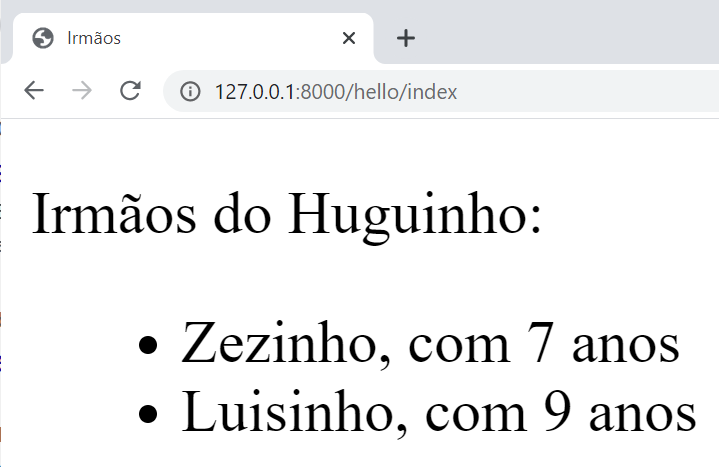 Irmãos
127.0.0.1:8000/hello/index
Irmãos do Huguinho:
Zezinho, com 7 anos
Luisinho, com 9 anos